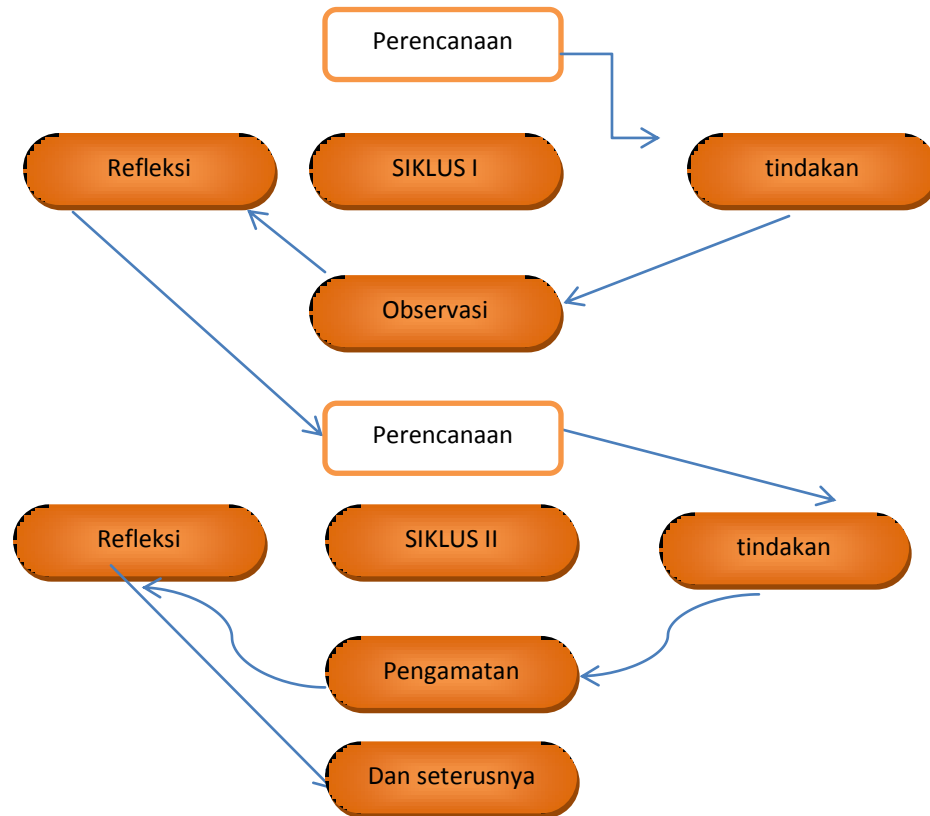 Perencanaan
Refleksi
SIKLUS I
tindakan
Observasi
Perencanaan
Refleksi
SIKLUS II
tindakan
Pengamatan
Dan seterusnya